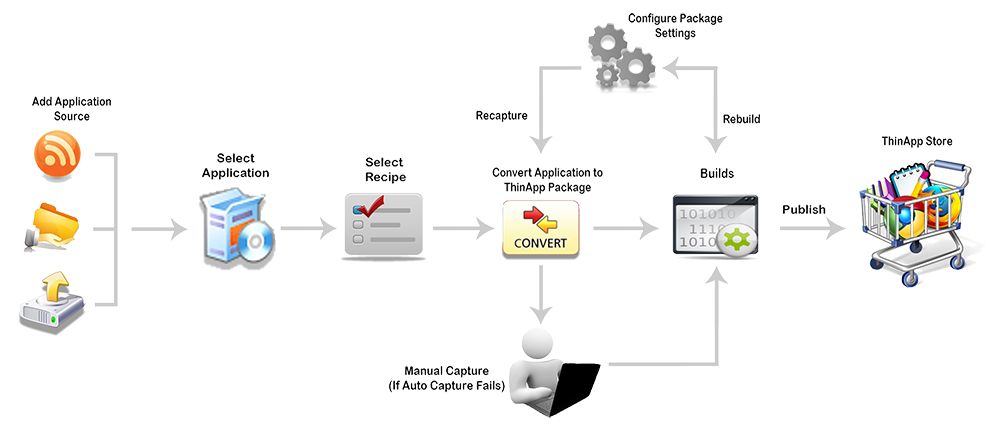 Configure Package
Settings
Add Application
Source
Recapture
Rebuild
Select
Application
Select
Recipe
Convert Application to
ThinApp Package
CONVERT
Builds
101010
1110
1010
Publish
ThinApp Store
Manual Capture
(If Auto Capture Fails)